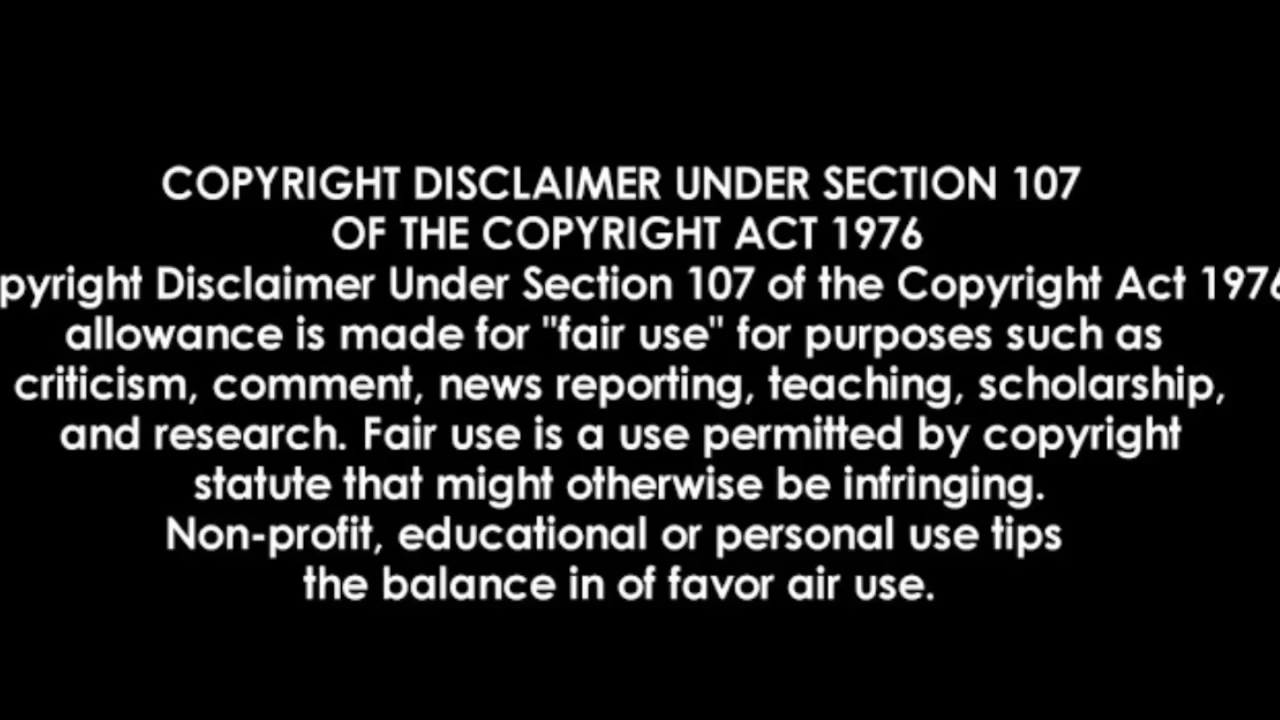 COPYRIGHT DISCLAIMER UNDER SECTION 107
OF THE COPYRIGHT ACT 1976
pyright Disclaimer Under Section 107 of the Copyright Act 1976
allowance is made for "fair use" for purposes such as
criticism, comment, news reporting, teaching, scholarship,
and research. Fair use is a use permitted by copyright
statute that might otherwise be infringing.
Non-profit, educational or personal use tips
the balance in of favor air use.